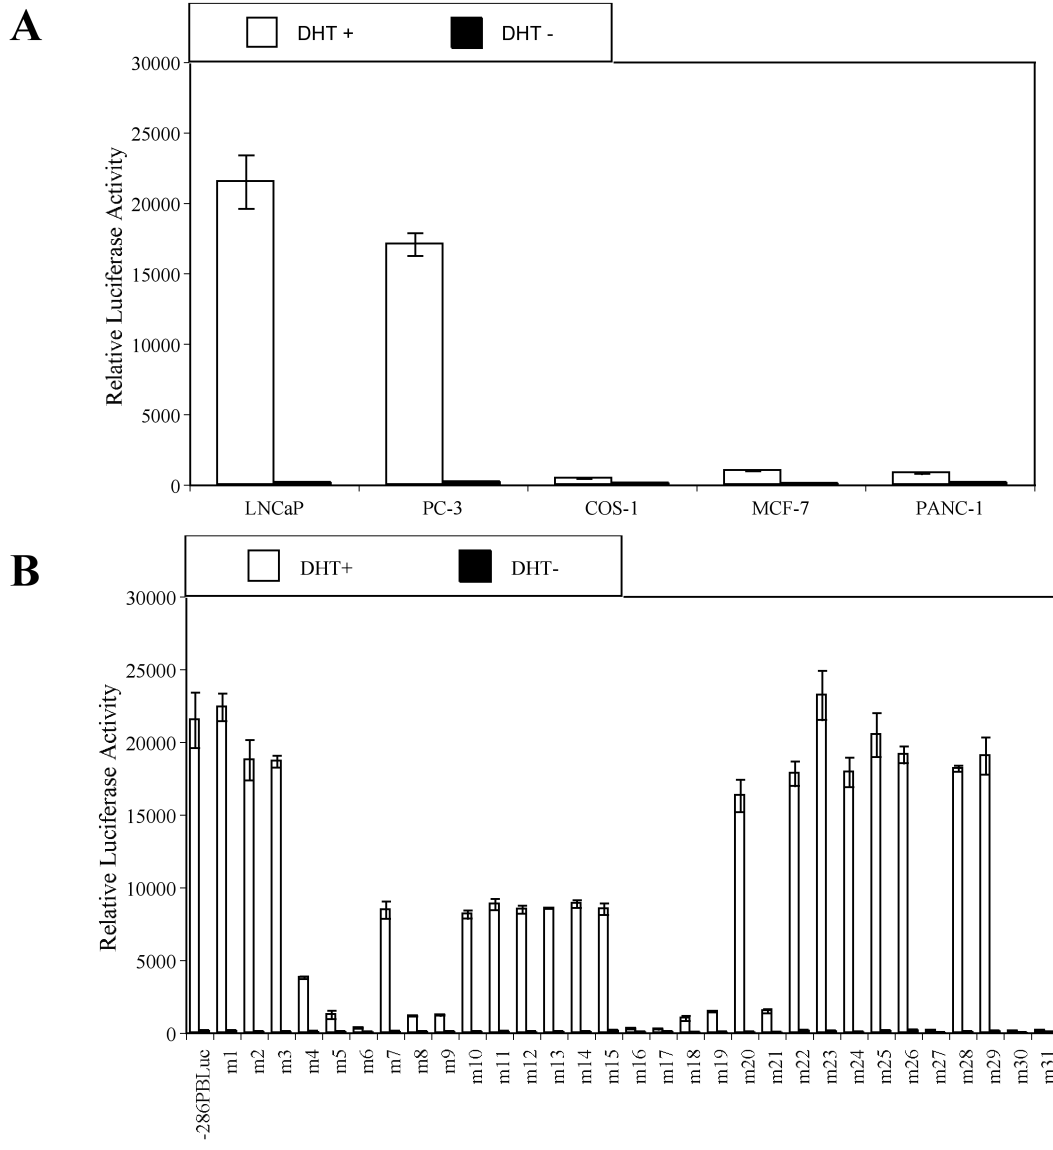 A
DHT +
DHT -
30000
25000
20000
15000
10000
5000
0
Relative Luciferase Activity
LNCaP
PC-3
COS-1
MCF-7
PANC-1
B
DHT+
DHT-
30000
25000
20000
15000
10000
5000
0
Relative Luciferase Activity
-286PBLuc
m1
m2
m3
m4
m5
m6
m7
m8
m9
m10
m11
m12
m13
m14
m15
m16
m17
m18
m19
m20
m21
m22
m23
m24
m25
m26
m27
m28
m29
m30
m31